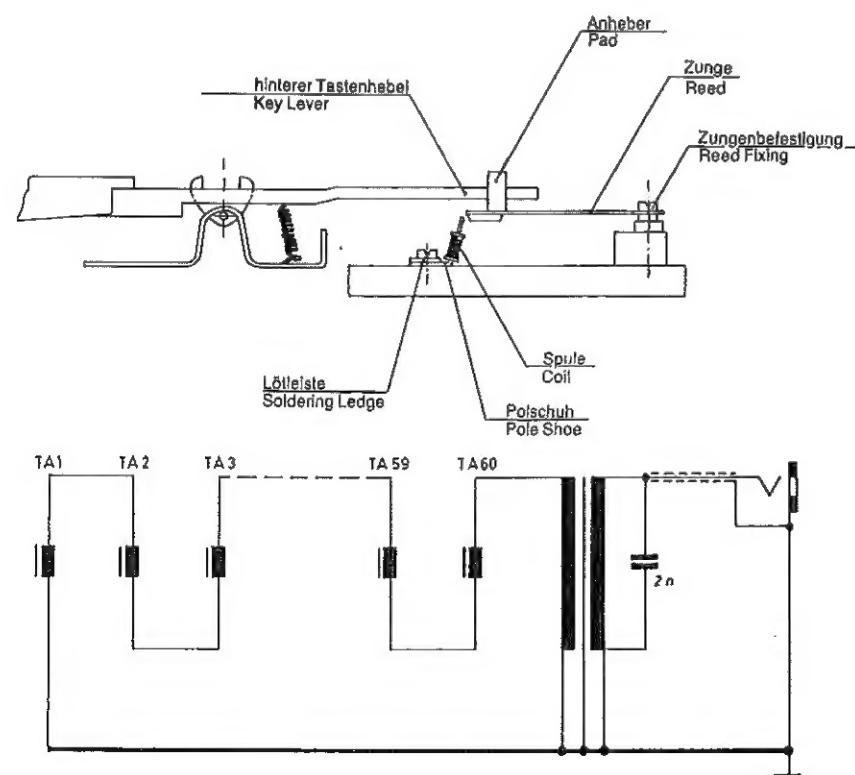 Anheber
Pad
hinterer Tastenhebel
Key Lever
Zunge
Reed
Zungenbefestigung
Reed Fixing
Spule
Coil
Lötleiste
Soldering Ledge
Polschuh
Pole Shoe
TA1 TA2 TA3 TA59 TA60
2n